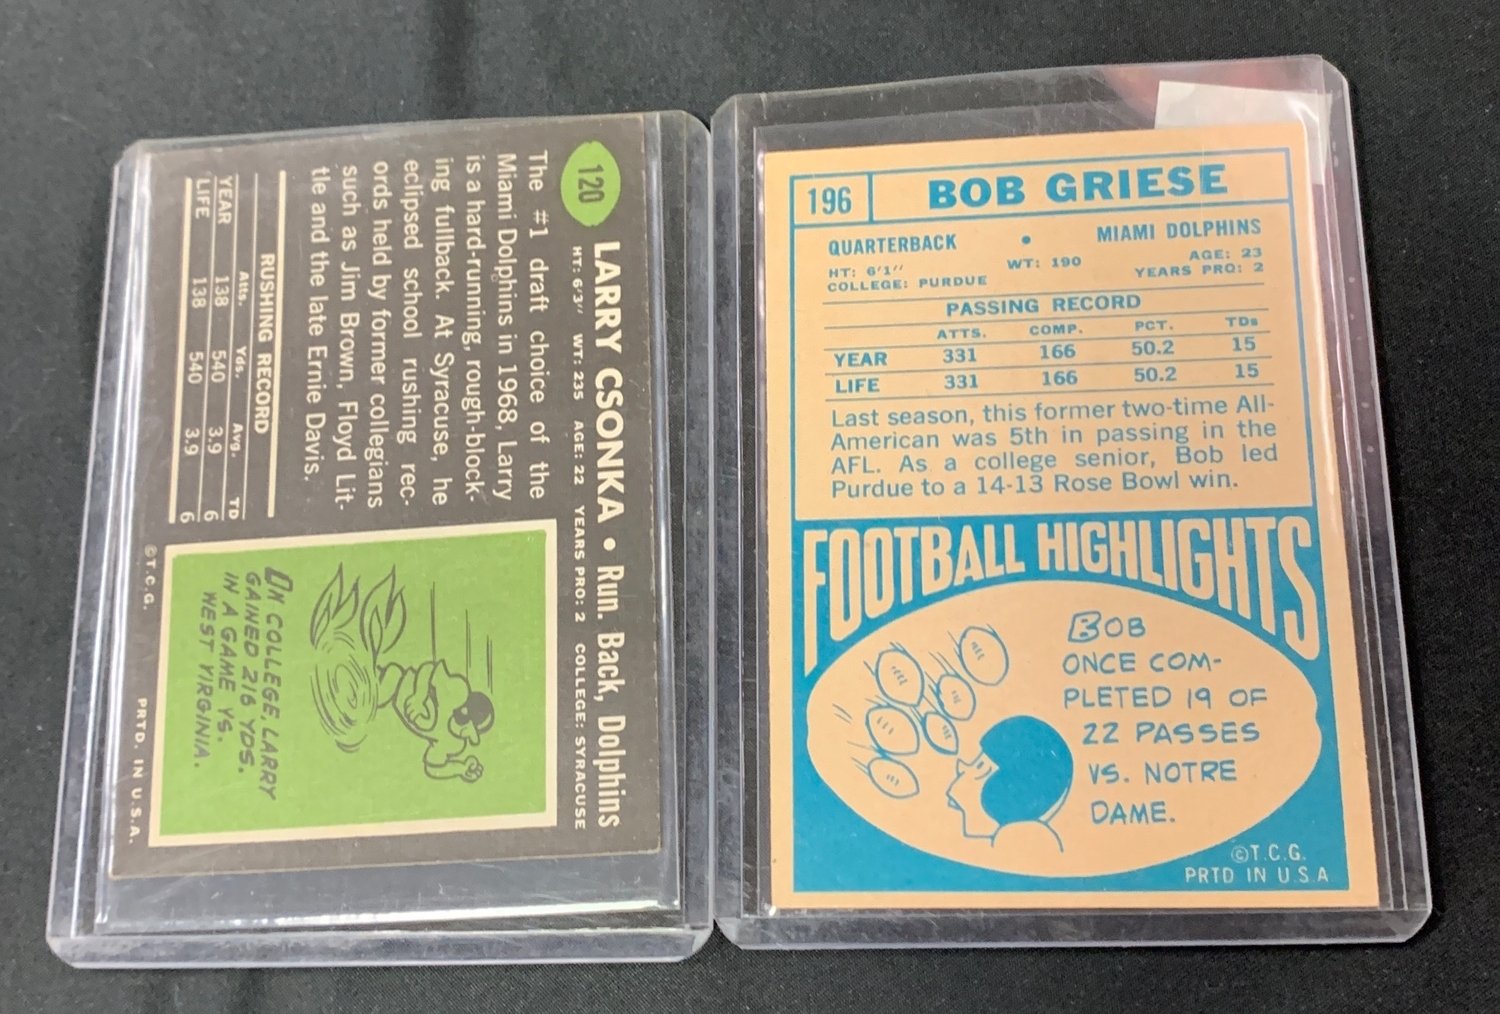 120
LARRY CSONKA • Run. Back, Dolphins
HT: 6'3" WT: 235 AGE: 22 YEARS PRO: 2 COLLEGE: SYRACUSE
The #1 draft choice of the
Miami Dolphins in 1968, Larry
is a hard-running, rough-block-
ing fullback. At Syracuse, he
eclipsed school rushing rec-
ords held by former collegians
such as Jim Brown, Floyd Lit-
tle and the late Ernie Davis.
RUSHING RECORD
Atts. Yds. Avg. TD
YEAR 138 540 3.9 6
LIFE 138 540 3.9 6
IN COLLEGE, LARRY
GAINED 216 YDS.
IN A GAME VS.
WEST VIRGINIA.
©T.C.G. PRTD. IN U.S.A.
196 BOB GRIESE
QUARTERBACK • MIAMI DOLPHINS
HT: 6'1" WT: 190 AGE: 23
COLLEGE: PURDUE YEARS PRO: 2
PASSING RECORD
ATTS. COMP. PCT. TDs
YEAR 331 166 50.2 15
LIFE 331 166 50.2 15
Last season, this former two-time All-
American was 5th in passing in the
AFL. As a college senior, Bob led
Purdue to a 14-13 Rose Bowl win.
FOOTBALL HIGHLIGHTS
BOB
ONCE COM-
PLETED 19 OF
22 PASSES
VS. NOTRE
DAME.
©T.C.G.
PRTD IN U.S.A